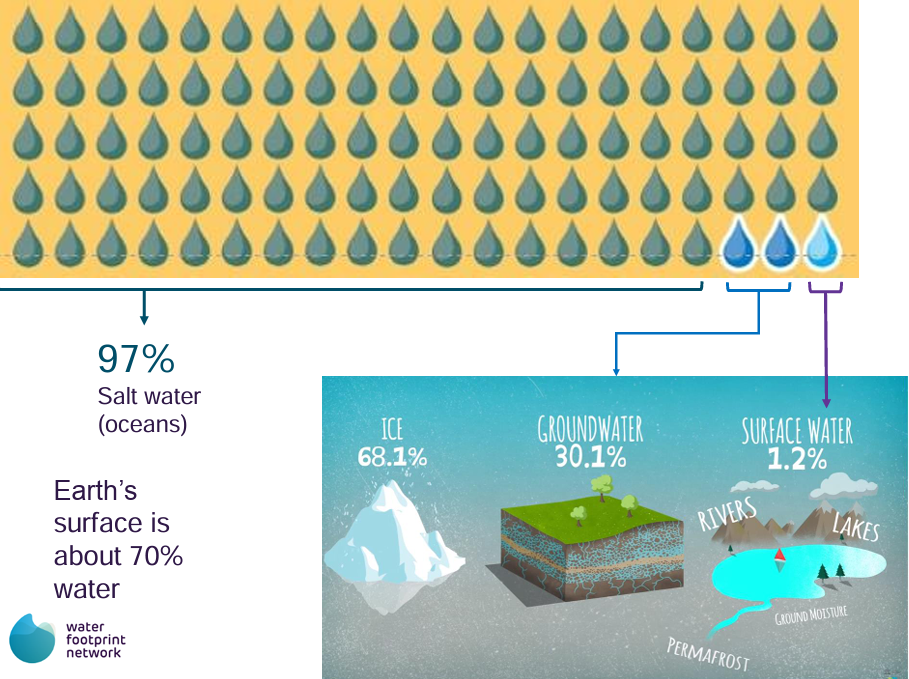 97%
Salt water
(oceans)
Earth's
surface is
about 70%
water
water
footprint
network
ICE
68.1%
GROUNDWATER
30.1%
SURFACE WATER
1.2%
RIVERS
LAKES
GROUND MOISTURE
PERMAFROST